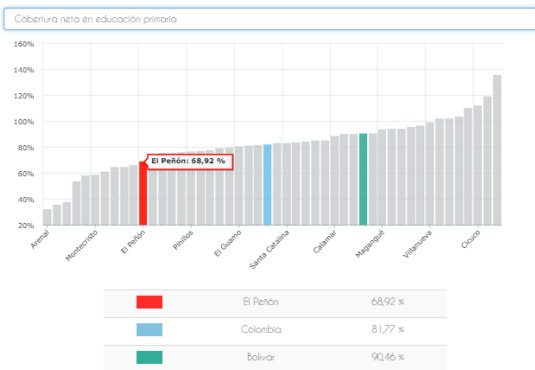 Cobertura neta en educación primaria
160%
140%
120%
100%
80%
60%
40%
20%
El Peñón: 68,92 %
Arenal
Montecristo
El Peñón
Pinillos
El Guamo
Santa Catalina
Calamar
Magangué
Villanueva
Cicuco
El Penón 68,92 %
Colombia 81,77 %
Bolívar 90,46 %